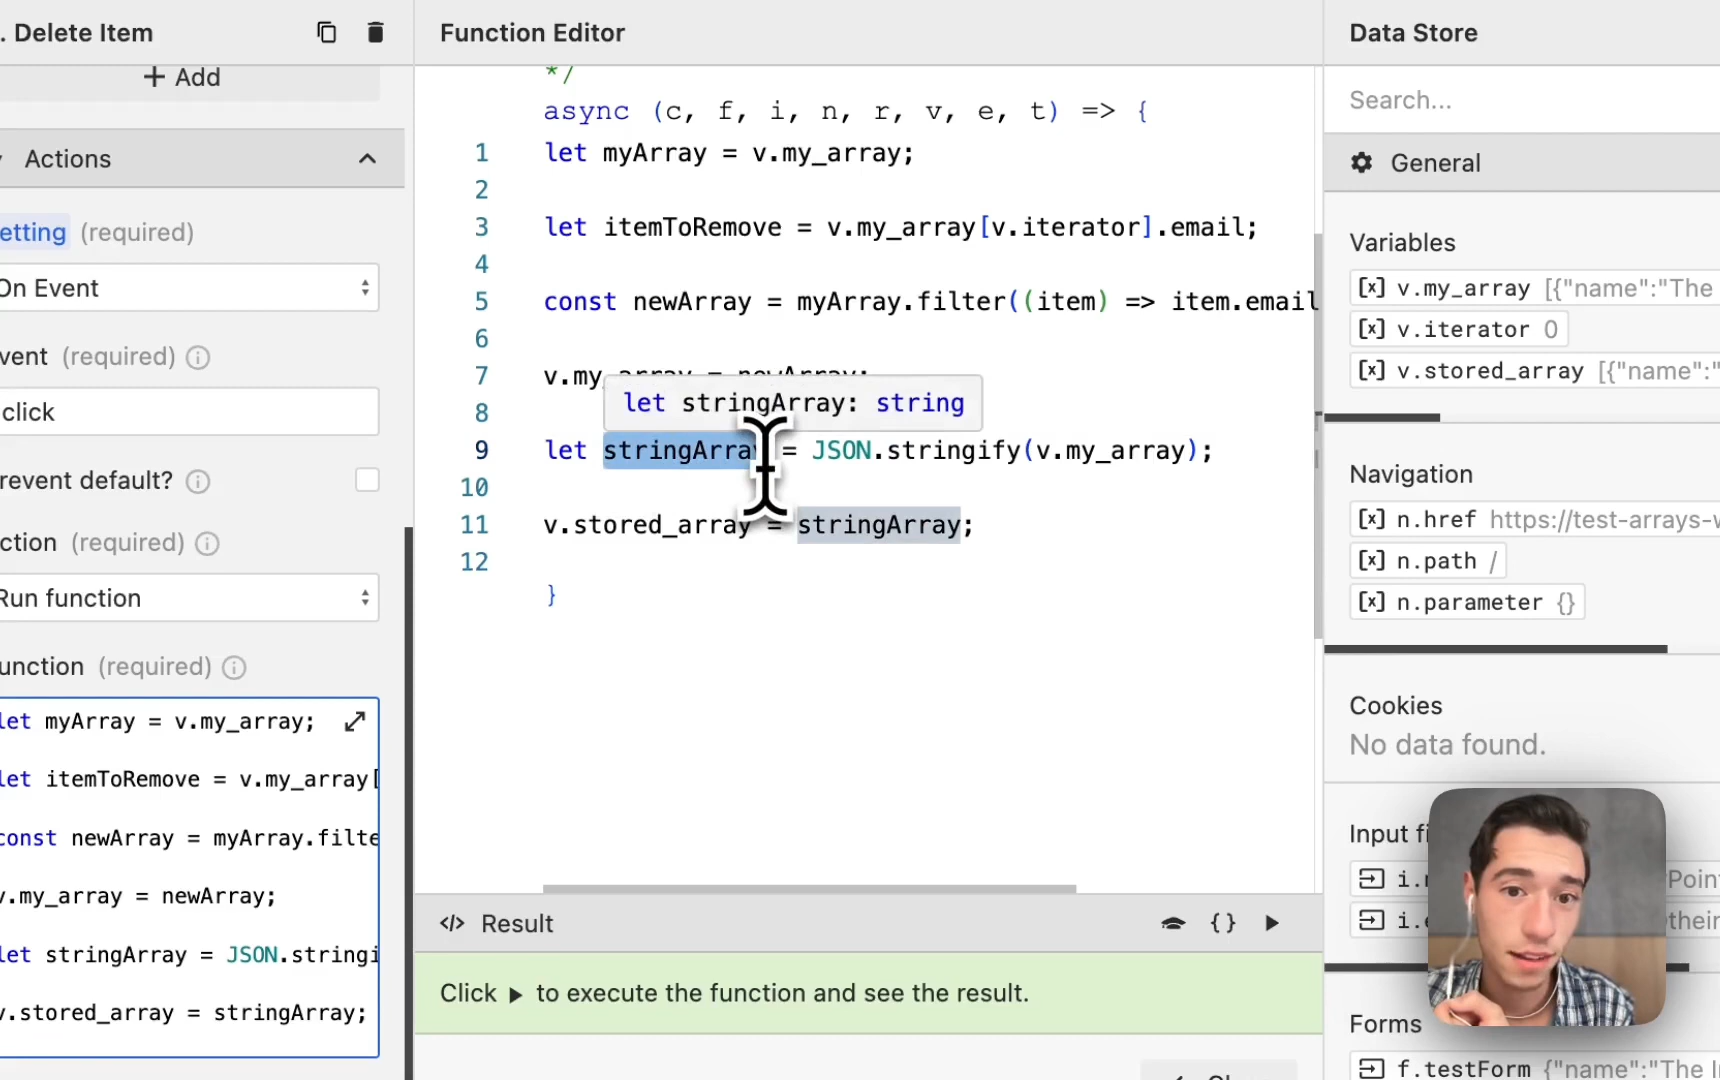 . Delete Item
+ Add
Actions
etting (required)
On Event
vent (required)
click
revent default?
ction (required)
Run function
unction (required)
let myArray = v.my_array;
let itemToRemove = v.my_array[
const newArray = myArray.filte
v.my_array = newArray;
let stringArray = JSON.stringi
v.stored_array = stringArray;
Function Editor
*/
async (c, f, i, n, r, v, e, t) => {
1 let myArray = v.my_array;
2
3 let itemToRemove = v.my_array[v.iterator].email;
4
5 const newArray = myArray.filter((item) => item.email
6
7 v.my_array = newArray;
let stringArray: string
8
9 let stringArray = JSON.stringify(v.my_array);
10
11 v.stored_array = stringArray;
12
}
</> Result
{}
Click ▶ to execute the function and see the result.
Data Store
Search...
General
Variables
[x] v.my_array [{"name":"The
[x] v.iterator 0
[x] v.stored_array [{"name":"
Navigation
[x] n.href https://test-arrays-w
[x] n.path /
[x] n.parameter {}
Cookies
No data found.
Input fi
Point
their
Forms
f.testForm {"name":"The I